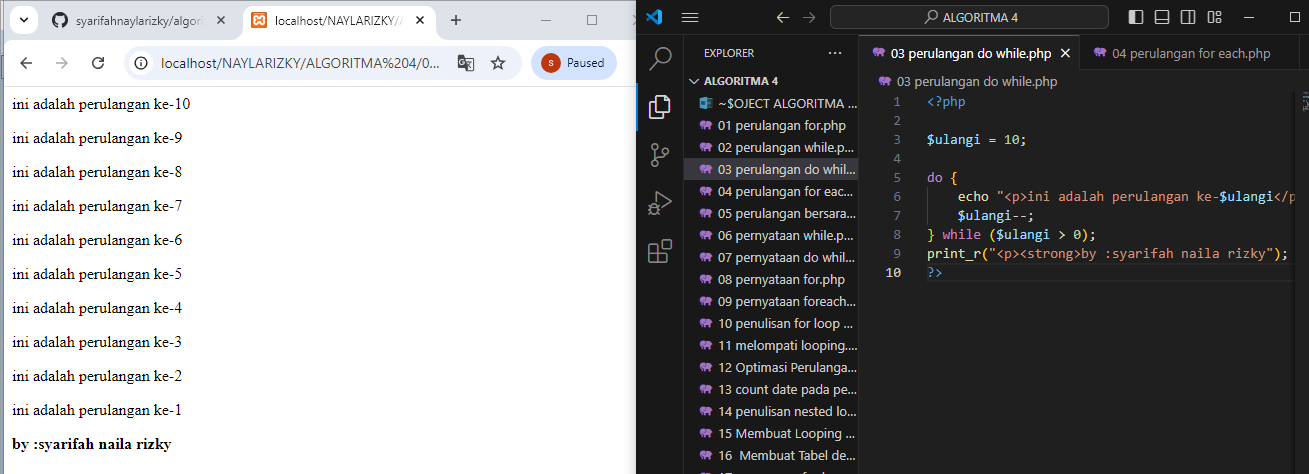 syarifahnaylarizky/algori
localhost/NAYLARIZKY/A
localhost/NAYLARIZKY/ALGORITMA%204/0...
s Paused
ini adalah perulangan ke-10
ini adalah perulangan ke-9
ini adalah perulangan ke-8
ini adalah perulangan ke-7
ini adalah perulangan ke-6
ini adalah perulangan ke-5
ini adalah perulangan ke-4
ini adalah perulangan ke-3
ini adalah perulangan ke-2
ini adalah perulangan ke-1
by :syarifah naila rizky
ALGORITMA 4
EXPLORER
ALGORITMA 4
~$OJECT ALGORITMA ...
01 perulangan for.php
02 perulangan while.p...
03 perulangan do whil...
04 perulangan for eac...
05 perulangan bersara...
06 pernyataan while.p...
07 pernyataan do whil...
08 pernyataan for.php
09 pernyataan foreach...
10 penulisan for loop ...
11 melompati looping....
12 Optimasi Perulanga...
13 count date pada pe...
14 penulisan nested lo...
15 Membuat Looping ...
16 Membuat Tabel de...
03 perulangan do while.php
04 perulangan for each.php
03 perulangan do while.php
1 <?php
2
3 $ulangi = 10;
4
5 do {
6 echo "<p>ini adalah perulangan ke-$ulangi</p
7 $ulangi--;
8 } while ($ulangi > 0);
9 print_r("<p><strong>by :syarifah naila rizky");
10 ?>